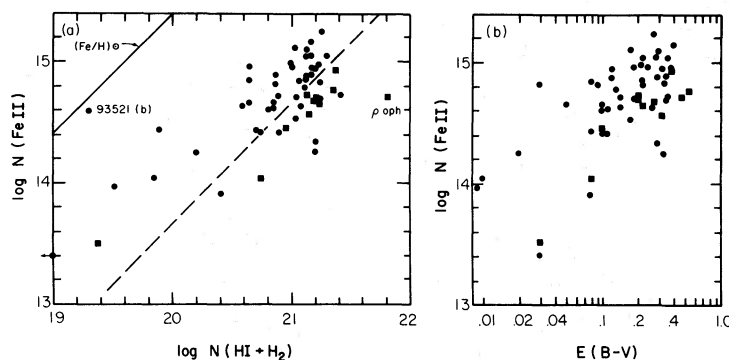 (a)
(Fe/H)⊙
93521 (b)
ρ oph
15
14
13
log N (Fe II)
19 20 21 22
log N (HI + H₂)
(b)
15
14
13
log N (Fe II)
.01 .02 .04 .1 .2 .4 1.0
E (B-V)